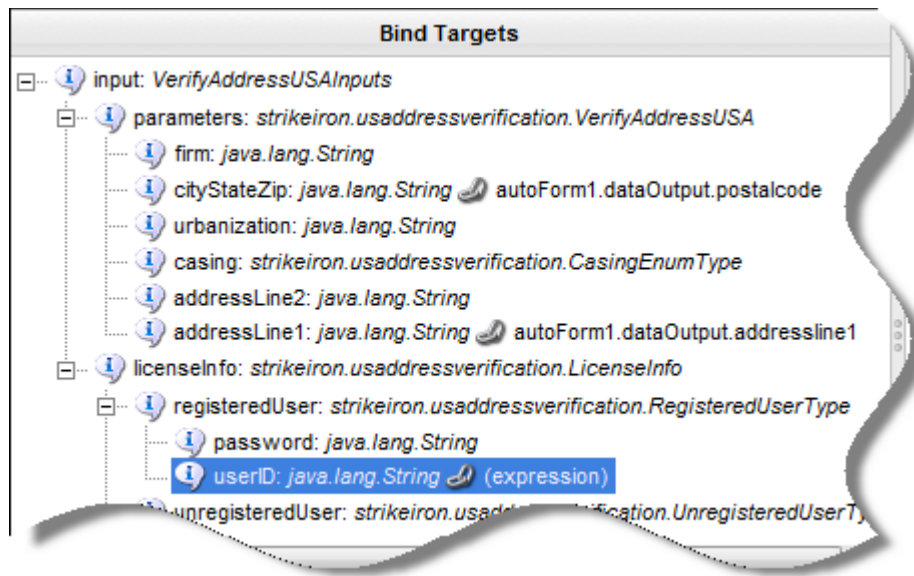 Bind Targets
input: VerifyAddressUSAInputs
parameters: strikeiron.usaddressverification.VerifyAddressUSA
firm: java.lang.String
cityStateZip: java.lang.String autoForm1.dataOutput.postalcode
urbanization: java.lang.String
casing: strikeiron.usaddressverification.CasingEnumType
addressLine2: java.lang.String
addressLine1: java.lang.String autoForm1.dataOutput.addressline1
licenseInfo: strikeiron.usaddressverification.LicenseInfo
registeredUser: strikeiron.usaddressverification.RegisteredUserType
password: java.lang.String
userID: java.lang.String (expression)
unregisteredUser: